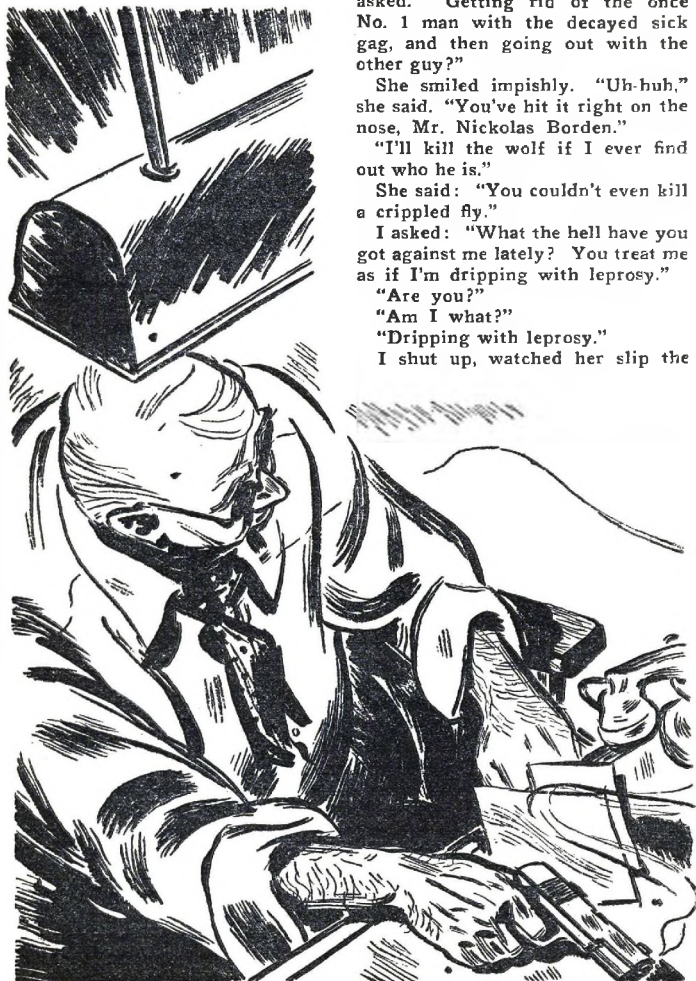 asked. "Getting rid of the once
No. 1 man with the decayed sick
gag, and then going out with the
other guy?"
She smiled impishly. "Uh-huh,"
she said. "You've hit it right on the
nose, Mr. Nickolas Borden."
"I'll kill the wolf if I ever find
out who he is."
She said: "You couldn't even kill
a crippled fly."
I asked: "What the hell have you
got against me lately? You treat me
as if I'm dripping with leprosy."
"Are you?"
"Am I what?"
"Dripping with leprosy."
I shut up, watched her slip the